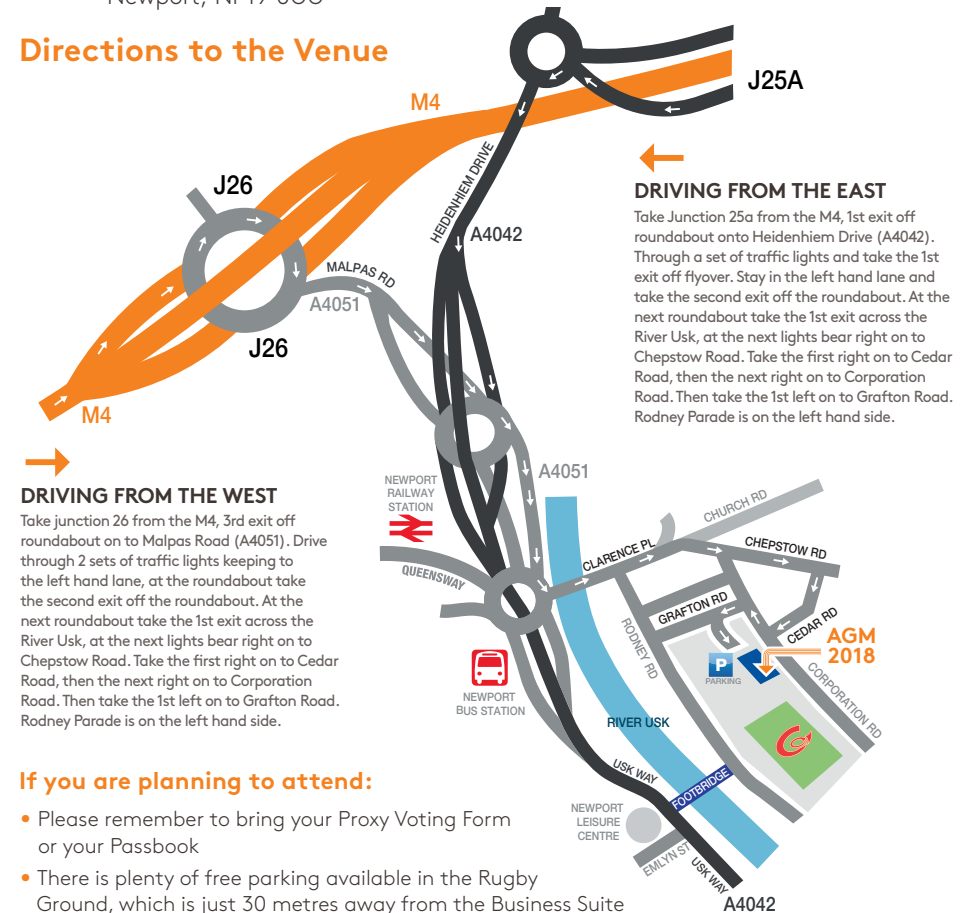 Directions to the Venue
M4
J25A
J26
HEIDENHIEM DRIVE
A4042
MALPAS RD
A4051
J26
M4
DRIVING FROM THE EAST
Take Junction 25a from the M4, 1st exit off
roundabout onto Heidenhiem Drive (A4042).
Through a set of traffic lights and take the 1st
exit off flyover. Stay in the left hand lane and
take the second exit off the roundabout. At the
next roundabout take the 1st exit across the
River Usk, at the next lights bear right on to
Chepstow Road. Take the first right on to Cedar
Road, then the next right on to Corporation
Road. Then take the 1st left on to Grafton Road.
Rodney Parade is on the left hand side.
DRIVING FROM THE WEST
Take junction 26 from the M4, 3rd exit off
roundabout on to Malpas Road (A4051). Drive
through 2 sets of traffic lights keeping to
the left hand lane, at the roundabout take
the second exit off the roundabout. At the
next roundabout take the 1st exit across the
River Usk, at the next lights bear right on to
Chepstow Road. Take the first right on to Cedar
Road, then the next right on to Corporation
Road. Then take the 1st left on to Grafton Road.
Rodney Parade is on the left hand side.
NEWPORT
RAILWAY
STATION
A4051
QUEENSWAY
CLARENCE PL
CHURCH RD
CHEPSTOW RD
GRAFTON RD
CEDAR RD
RODNEY RD
P
PARKING
AGM
2018
CORPORATION RD
NEWPORT
BUS STATION
RIVER USK
USK WAY
FOOTBRIDGE
NEWPORT
LEISURE
CENTRE
EMLYN ST
USK WAY
A4042
If you are planning to attend:
• Please remember to bring your Proxy Voting Form
or your Passbook
• There is plenty of free parking available in the Rugby
Ground, which is just 30 metres away from the Business Suite